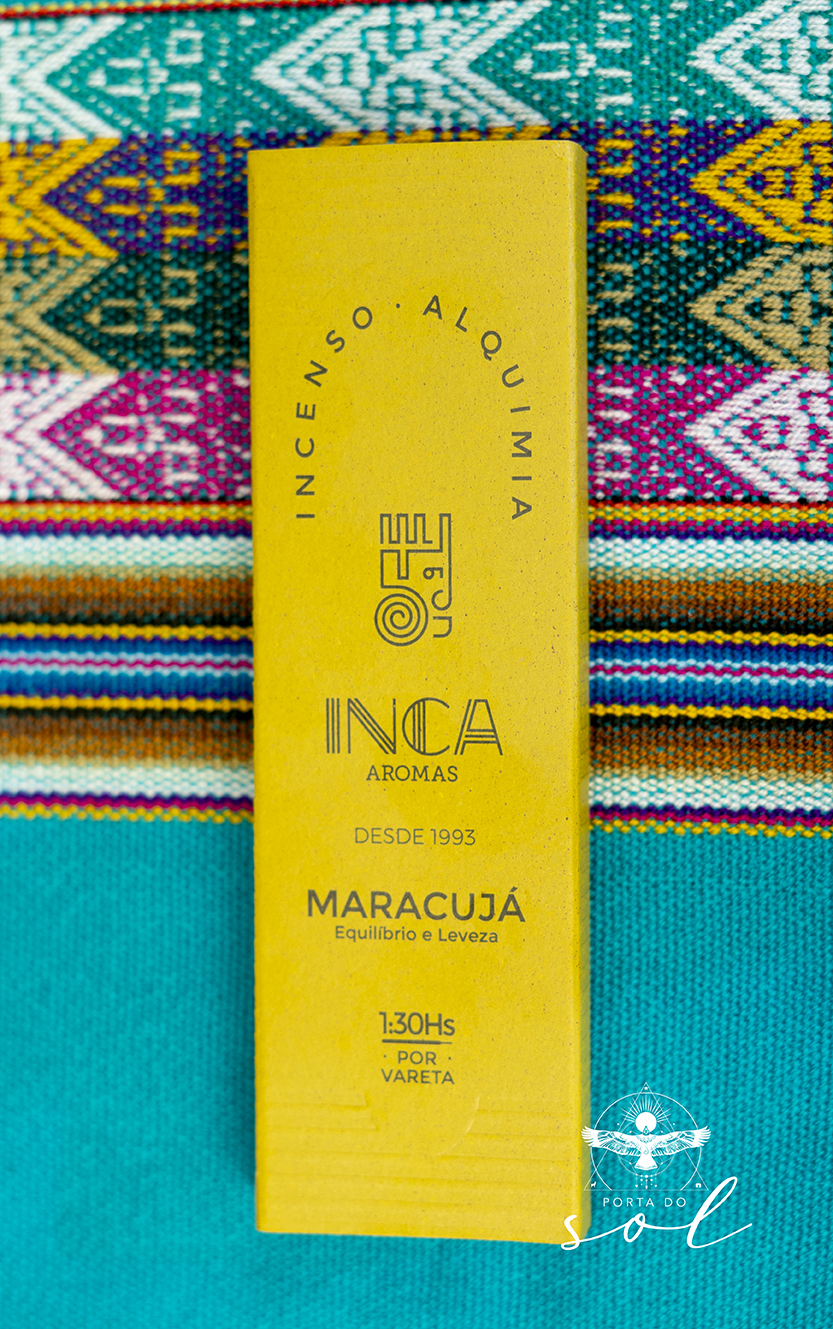 INCENSO · ALQUIMIA
INCA
AROMAS
DESDE 1993
MARACUJÁ
Equilíbrio e Leveza
1:30Hs
· POR ·
VARETA
PORTA DO
sol